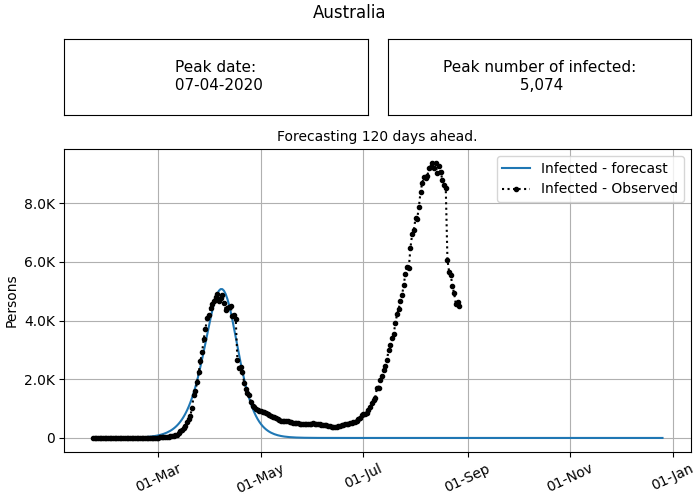 Australia
Peak date:
07-04-2020
Peak number of infected:
5,074
Forecasting 120 days ahead.
Infected - forecast
Infected - Observed
8.0K
6.0K
4.0K
2.0K
0
Persons
01-Mar
01-May
01-Jul
01-Sep
01-Nov
01-Jan